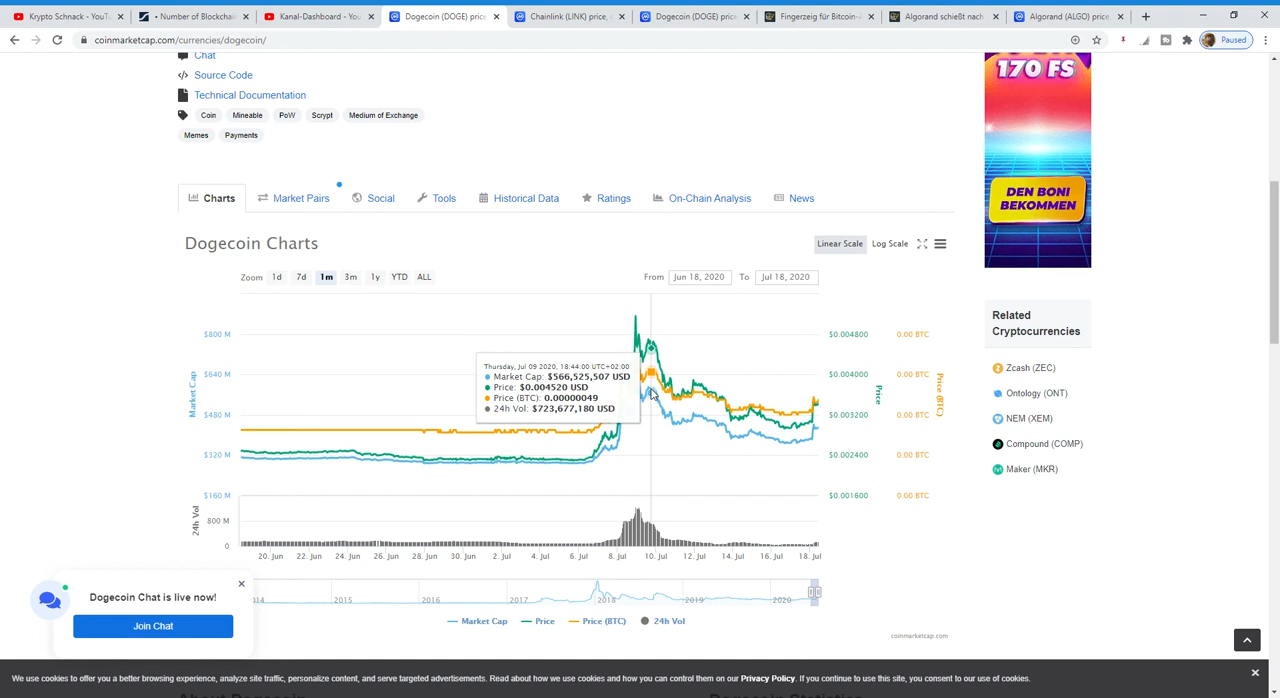 Krypto Schnack - YouTu
• Number of Blockchai
Kanal-Dashboard - You
Dogecoin (DOGE) price
Chainlink (LINK) price, c
Dogecoin (DOGE) price
Fingerzeig für Bitcoin-
Algorand schießt nach
Algorand (ALGO) price
coinmarketcap.com/currencies/dogecoin/
Paused
Chat
Source Code
Technical Documentation
Coin Mineable PoW Scrypt Medium of Exchange
Memes Payments
170 FS
DEN BONI
BEKOMMEN
Charts Market Pairs Social Tools Historical Data Ratings On-Chain Analysis News
Dogecoin Charts
Linear Scale Log Scale
Zoom 1d 7d 1m 3m 1y YTD ALL
From Jun 18, 2020 To Jul 18, 2020
$800 M $0.004800 0.00 BTC
$640 M $0.004000 0.00 BTC
$480 M $0.003200 0.00 BTC
$320 M $0.002400 0.00 BTC
$160 M $0.001600 0.00 BTC
Market Cap
Price
Price (BTC)
Thursday, Jul 09 2020, 18:44:00 UTC+02:00
Market Cap: $566,525,507 USD
Price: $0.004520 USD
Price (BTC): 0.00000049
24h Vol: $723,677,180 USD
24h Vol
800 M
0
20. Jun 22. Jun 24. Jun 26. Jun 28. Jun 30. Jun 2. Jul 4. Jul 6. Jul 8. Jul 10. Jul 12. Jul 14. Jul 16. Jul 18. Jul
14 2015 2016 2017 2018 2019 2020
Market Cap Price Price (BTC) 24h Vol
coinmarketcap.com
Related
Cryptocurrencies
Zcash (ZEC)
Ontology (ONT)
NEM (XEM)
Compound (COMP)
Maker (MKR)
Dogecoin Chat is live now!
Join Chat
We use cookies to offer you a better browsing experience, analyze site traffic, personalize content, and serve targeted advertisements. Read about how we use cookies and how you can control them on our Privacy Policy. If you continue to use this site, you consent to our use of cookies.
About Dogecoin Dogecoin Statistics